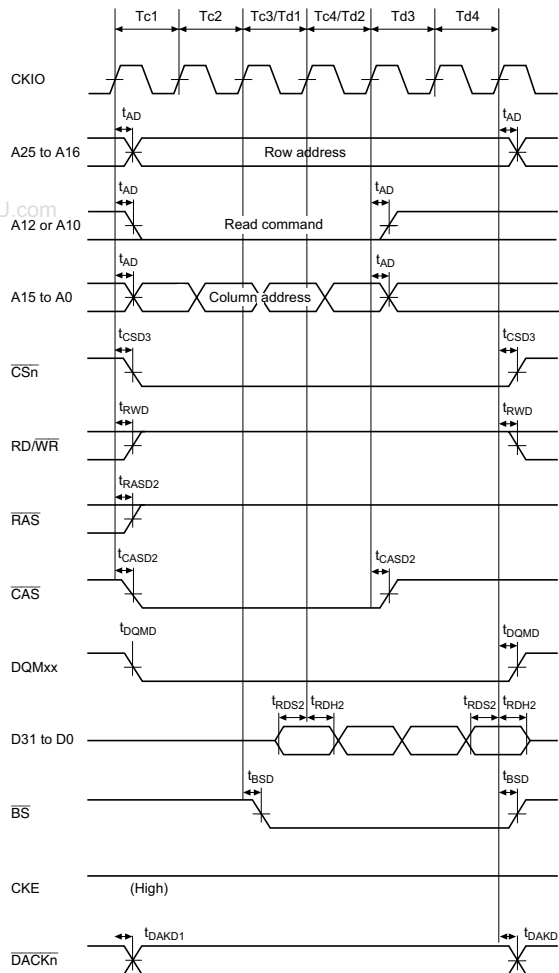 Tc1 Tc2 Tc3/Td1 Tc4/Td2 Td3 Td4
CKIO
tAD tAD
A25 to A16 Row address
U.com
tAD tAD
A12 or A10 Read command
tAD tAD
A15 to A0 Column address
tCSD3 tCSD3
CSn
tRWD tRWD
RD/WR
tRASD2
RAS
tCASD2 tCASD2
CAS
tDQMD tDQMD
DQMxx
tRDS2 tRDH2 tRDS2 tRDH2
D31 to D0
tBSD tBSD
BS
CKE (High)
tDAKD1 tDAKD
DACKn